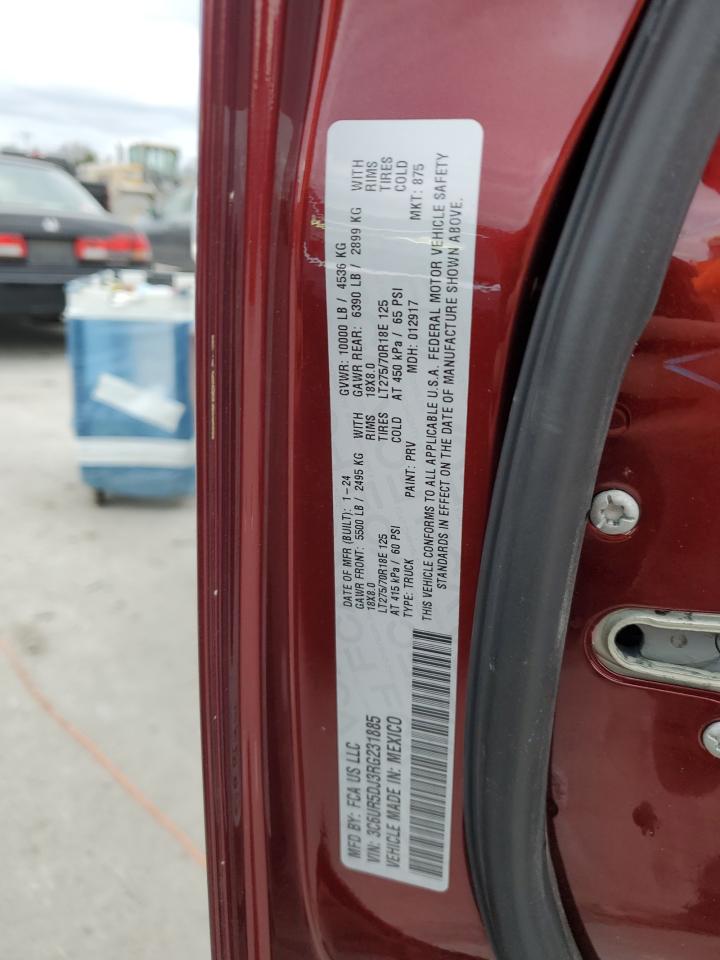 MFD BY: FCA US LLC
DATE OF MFR (BUILT): 1-24
GVWR: 10000 LB / 4536 KG
GAWR FRONT: 5500 LB / 2495 KG WITH
GAWR REAR: 6390 LB / 2899 KG WITH
18X8.0 RIMS
18X8.0 RIMS
LT275/70R18E 125 TIRES
LT275/70R18E 125 TIRES
AT 415 kPa / 60 PSI COLD
AT 450 kPa / 65 PSI COLD
VIN: 3C6UR5DJ3RG231885
TYPE: TRUCK
PAINT: PRV
MDH: 012917
MKT: 875
VEHICLE MADE IN: MEXICO
THIS VEHICLE CONFORMS TO ALL APPLICABLE U.S.A. FEDERAL MOTOR VEHICLE SAFETY
STANDARDS IN EFFECT ON THE DATE OF MANUFACTURE SHOWN ABOVE.